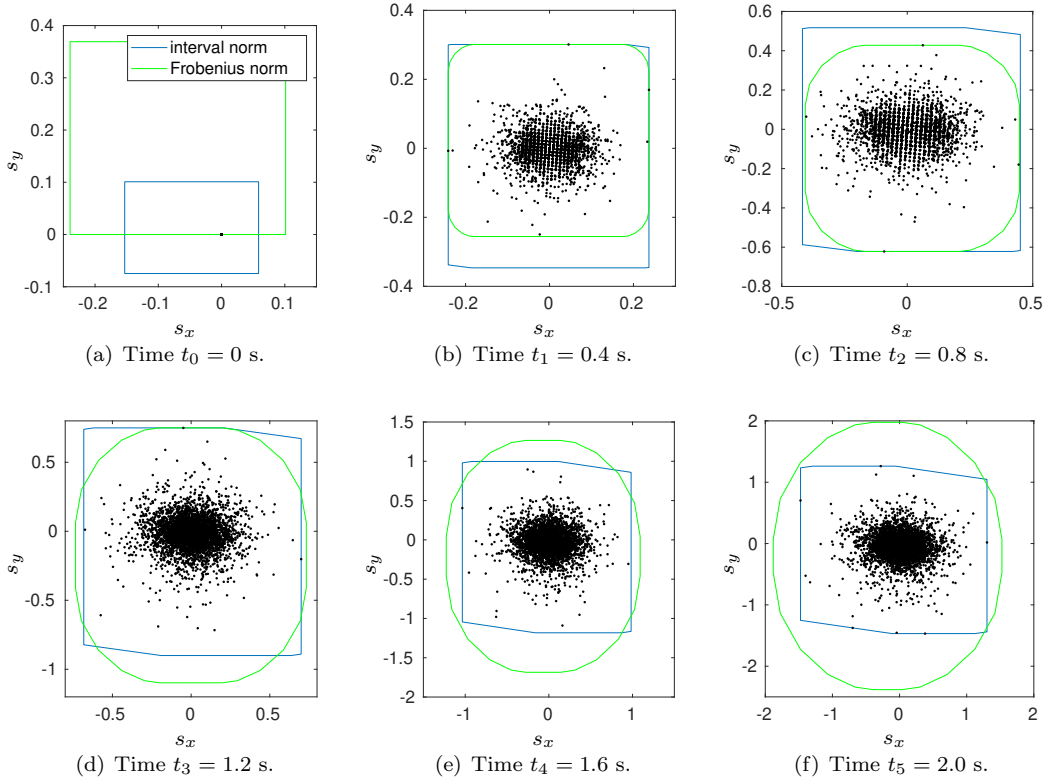 0.4
0.3
0.2
0.1
0
-0.1
s_y
interval norm
Frobenius norm
-0.2 -0.1 0 0.1
s_x
(a) Time t_0 = 0 s.
0.4
0.2
0
-0.2
-0.4
s_y
-0.2 0 0.2
s_x
(b) Time t_1 = 0.4 s.
0.6
0.4
0.2
0
-0.2
-0.4
-0.6
-0.8
s_y
-0.5 0 0.5
s_x
(c) Time t_2 = 0.8 s.
0.5
0
-0.5
-1
s_y
-0.5 0 0.5
s_x
(d) Time t_3 = 1.2 s.
1.5
1
0.5
0
-0.5
-1
-1.5
-2
s_y
-1 0 1
s_x
(e) Time t_4 = 1.6 s.
2
1
0
-1
-2
s_y
-2 -1 0 1 2
s_x
(f) Time t_5 = 2.0 s.